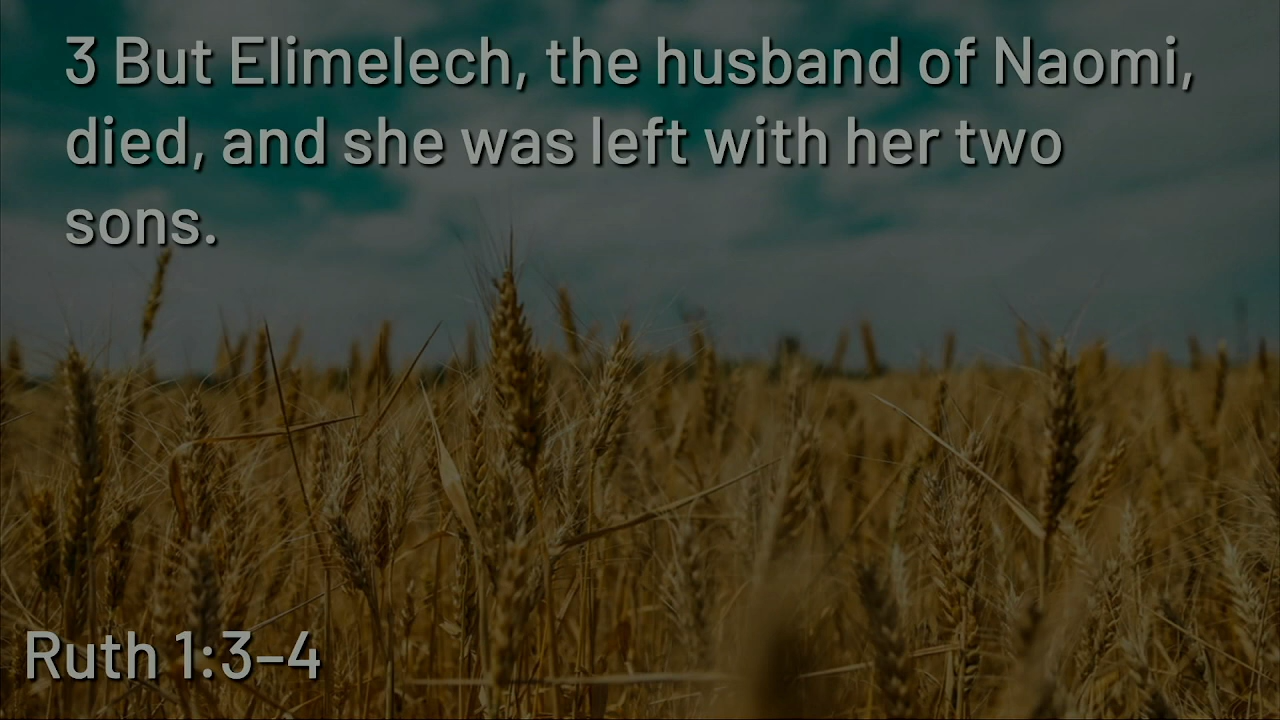 3 But Elimelech, the husband of Naomi,
died, and she was left with her two
sons.
Ruth 1:3–4